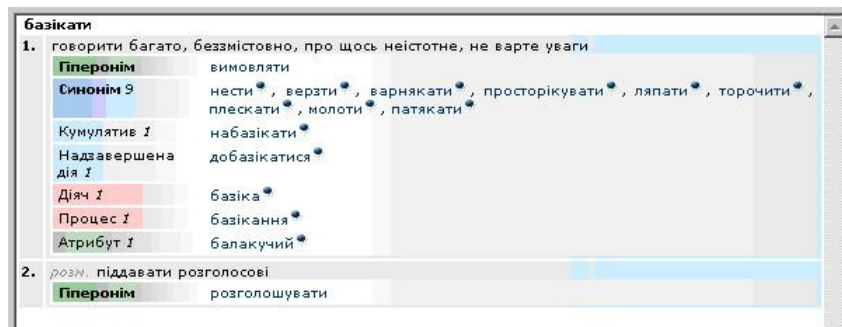 базікати
1. говорити багато, беззмістовно, про щось неістотне, не варте уваги
Гіперонім вимовляти
Синонім 9 нести , верзти , варнякати , просторікувати , ляпати , торочити ,
плескати , молоти , патякати
Кумулятив 1 набазікати
Надзавершена дія 1 добазікатися
Діяч 1 базіка
Процес 1 базікання
Атрибут 1 балакучий
2. розм. піддавати розголосові
Гіперонім розголошувати